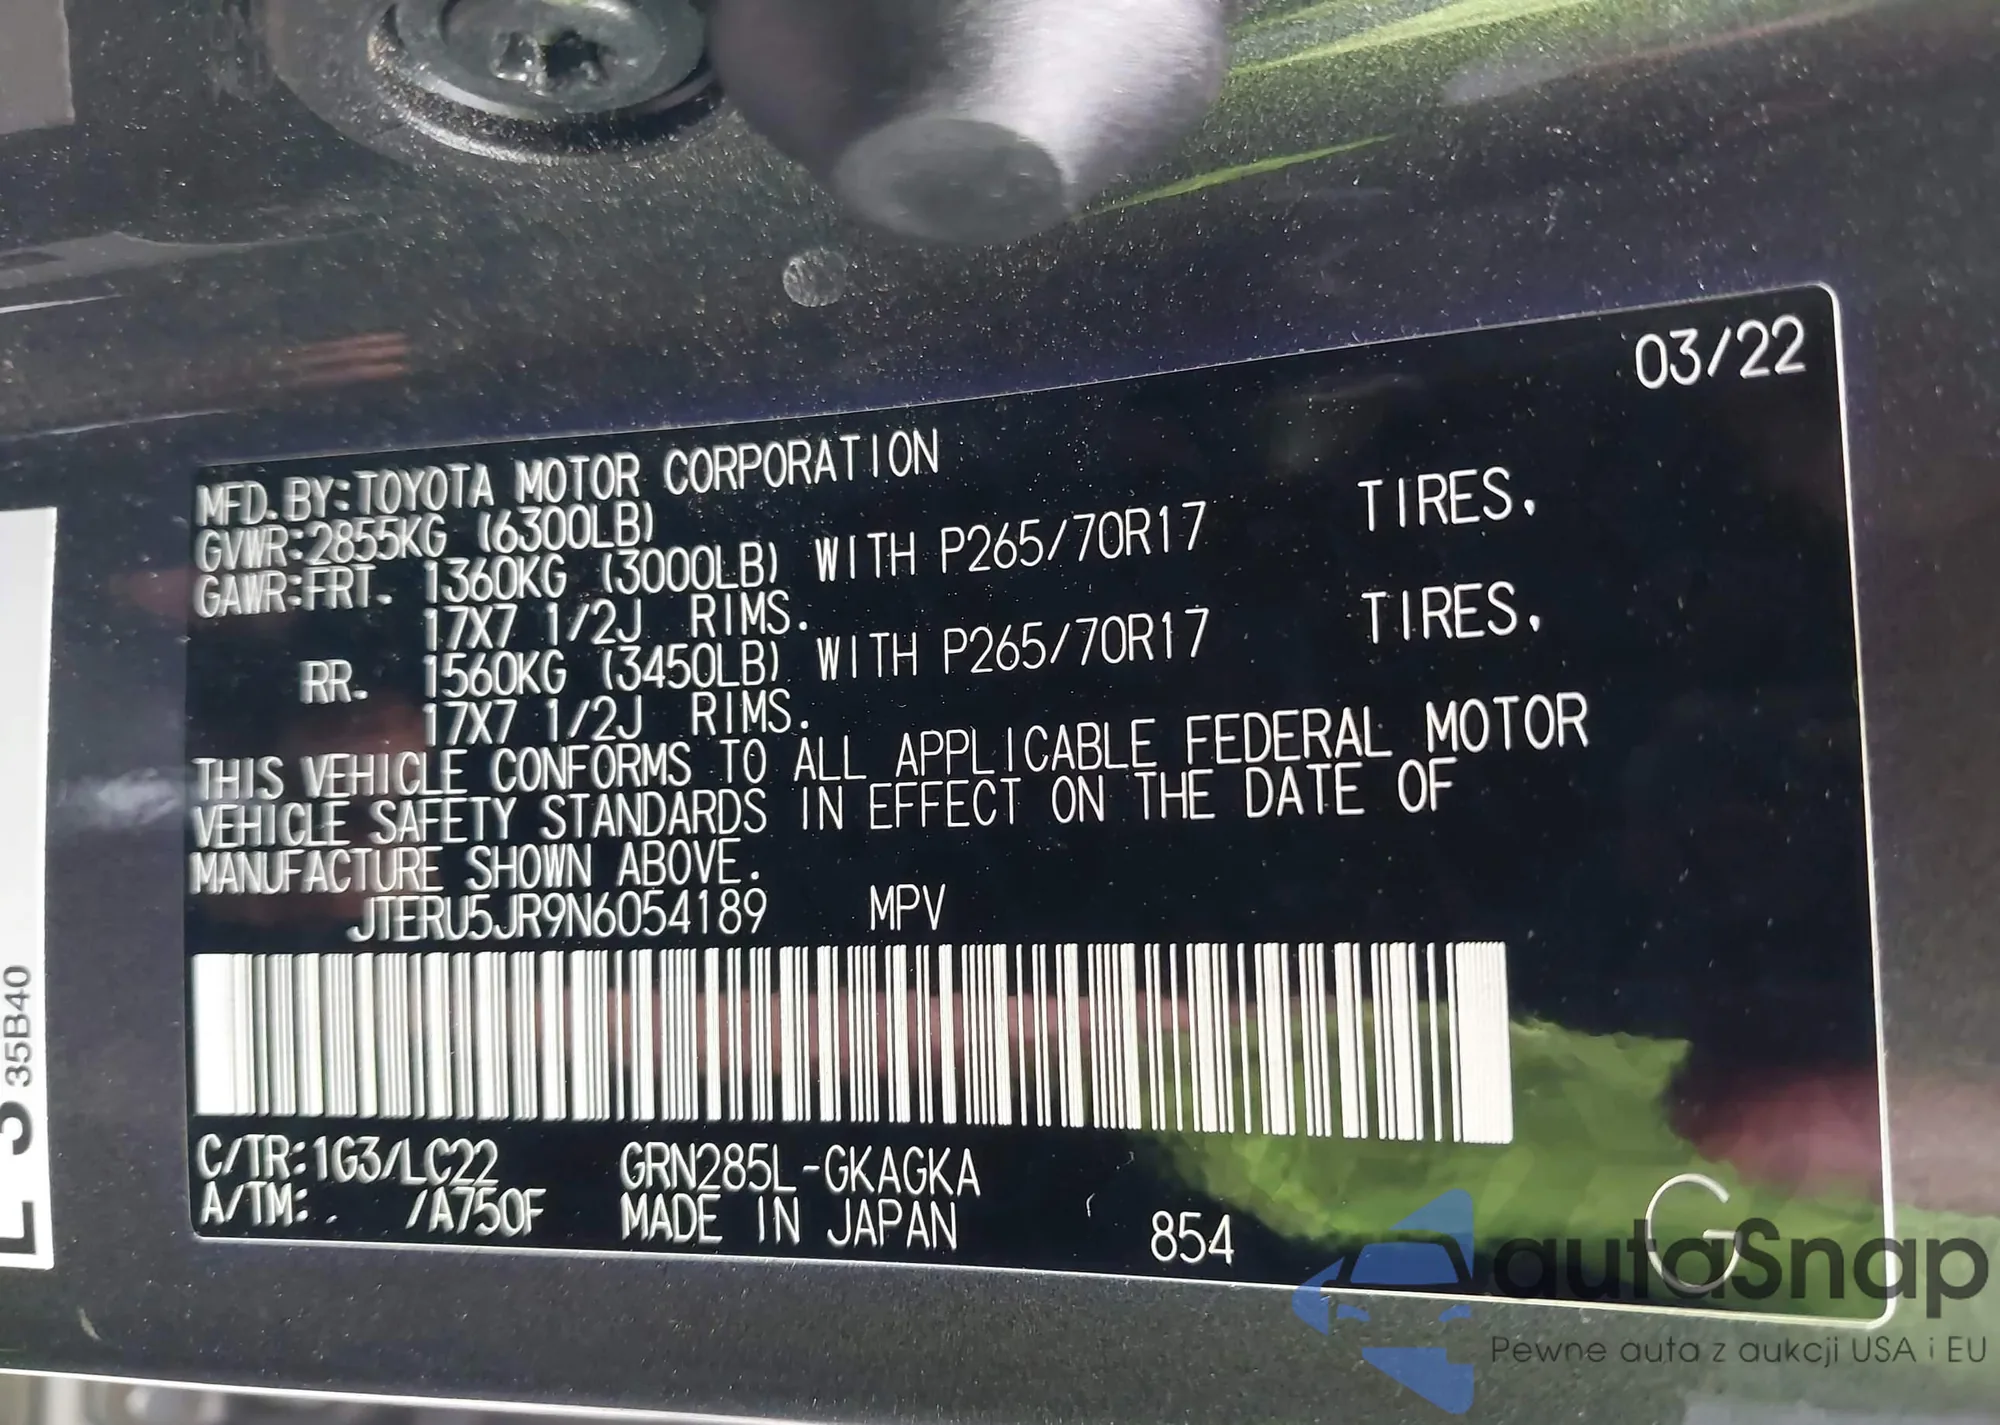 03/22
MFD.BY:TOYOTA MOTOR CORPORATION
GVWR:2855KG (6300LB)
GAWR:FRT. 1360KG (3000LB) WITH P265/70R17 TIRES.
17X7 1/2J RIMS.
RR. 1560KG (3450LB) WITH P265/70R17 TIRES.
17X7 1/2J RIMS.
THIS VEHICLE CONFORMS TO ALL APPLICABLE FEDERAL MOTOR
VEHICLE SAFETY STANDARDS IN EFFECT ON THE DATE OF
MANUFACTURE SHOWN ABOVE.
JTERU5JR9N6054189 MPV
C/TR:1G3/LC22 GRN285L-GKAGKA
A/TM:. /A750F MADE IN JAPAN 854 G
35B40
autaSnap
Pewne auta z aukcji USA i EU